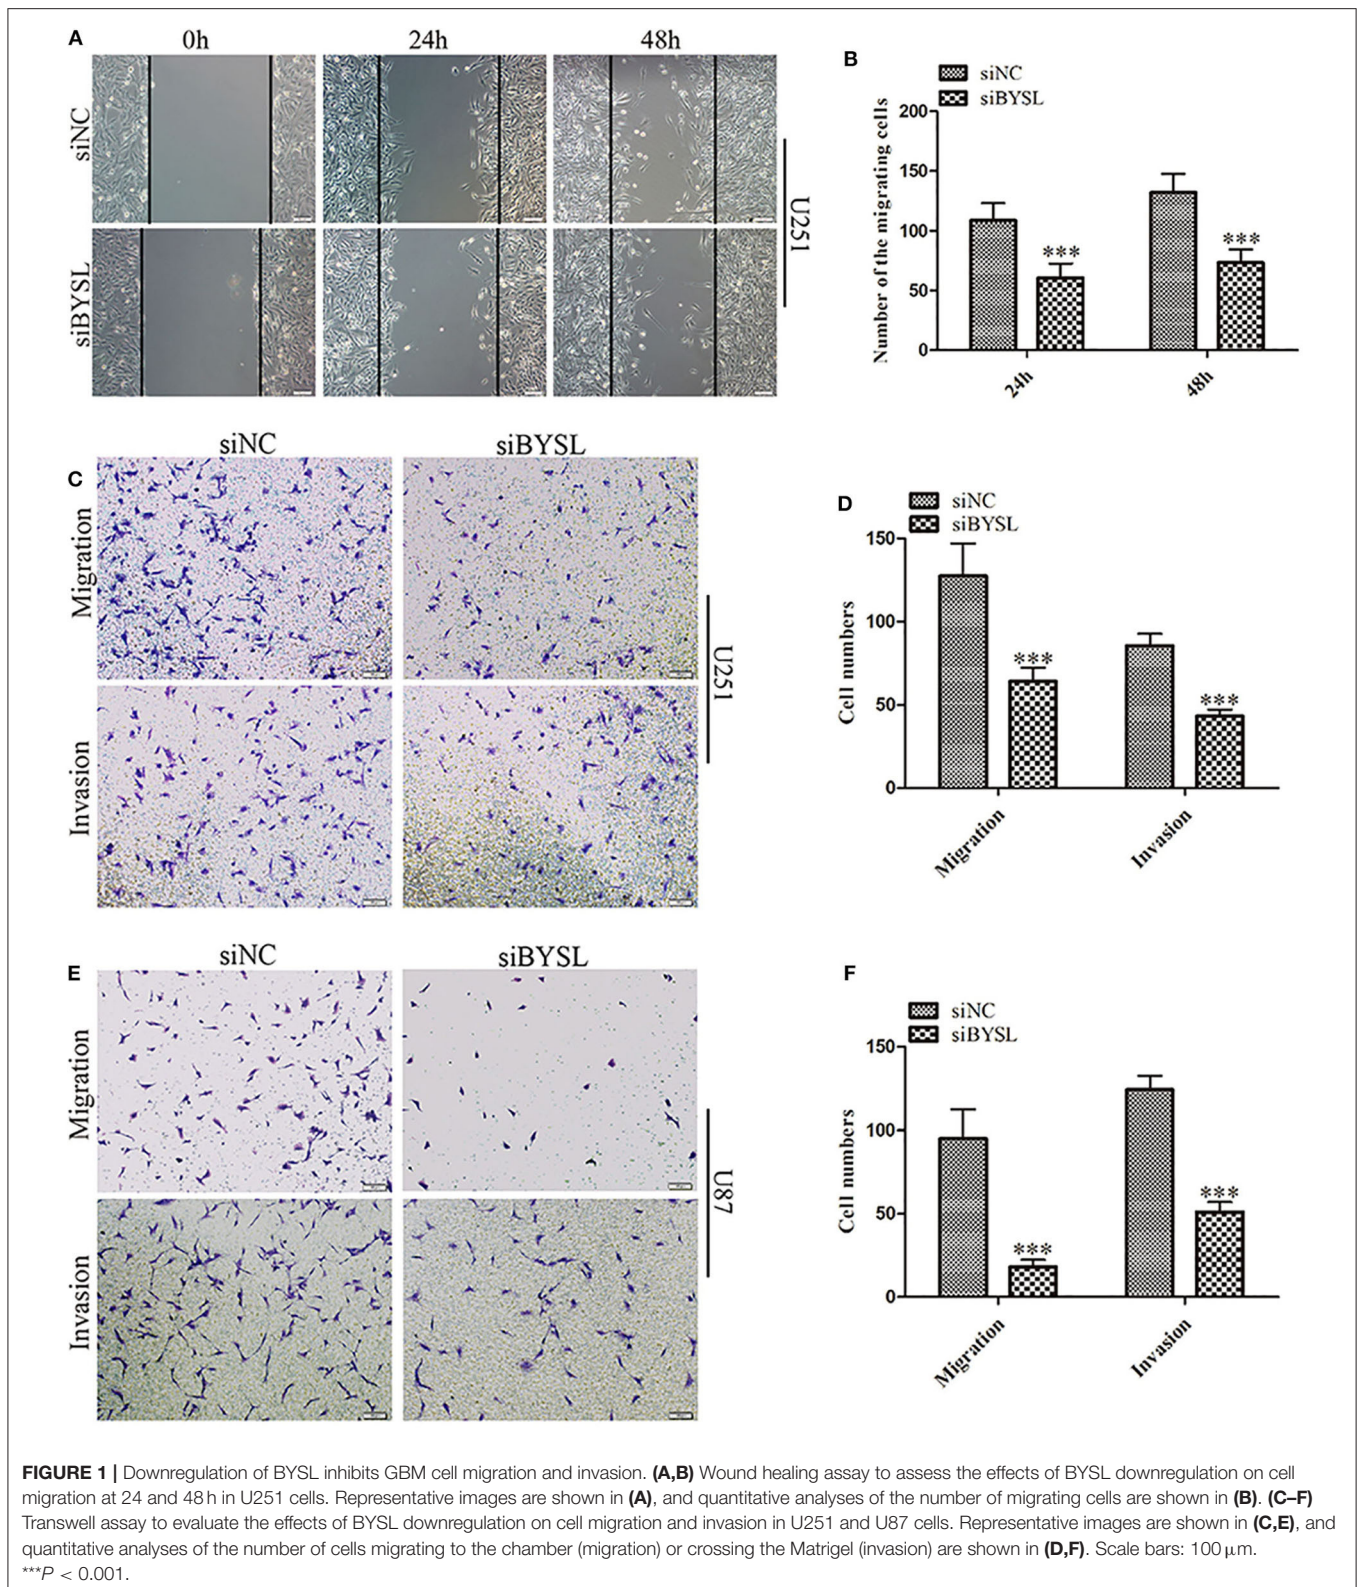 A
0h 24h 48h
siNC
siBYSL
U251
B
siNC
siBYSL
Number of the migrating cells
200
150
100
50
0
***
***
24h 48h
C
siNC siBYSL
Migration
Invasion
U251
D
siNC
siBYSL
Cell numbers
150
100
50
0
***
***
Migration Invasion
E
siNC siBYSL
Migration
Invasion
U87
F
siNC
siBYSL
Cell numbers
150
100
50
0
***
***
Migration Invasion
FIGURE 1 | Downregulation of BYSL inhibits GBM cell migration and invasion. (A,B) Wound healing assay to assess the effects of BYSL downregulation on cell
migration at 24 and 48 h in U251 cells. Representative images are shown in (A), and quantitative analyses of the number of migrating cells are shown in (B). (C–F)
Transwell assay to evaluate the effects of BYSL downregulation on cell migration and invasion in U251 and U87 cells. Representative images are shown in (C,E), and
quantitative analyses of the number of cells migrating to the chamber (migration) or crossing the Matrigel (invasion) are shown in (D,F). Scale bars: 100 μm.
***P < 0.001.